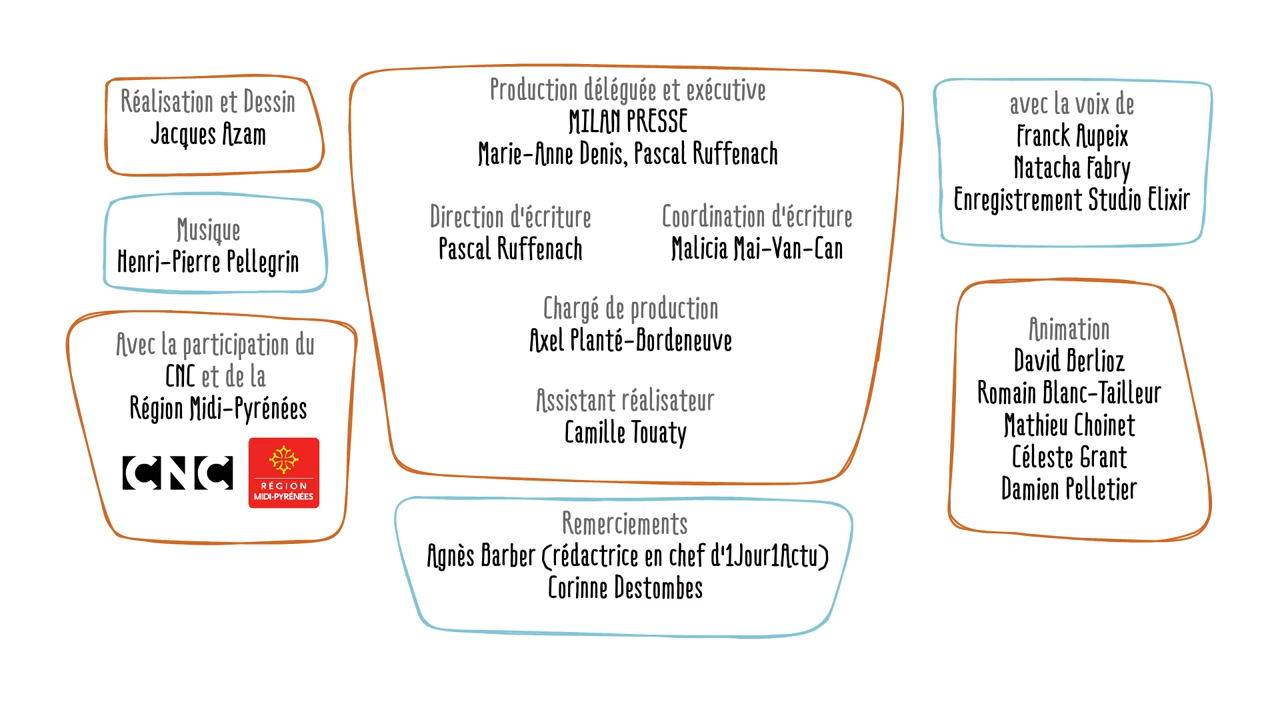 Réalisation et Dessin
Jacques Azam
Musique
Henri-Pierre Pellegrin
Avec la participation du
CNC et de la
Région Midi-Pyrénées
CNC
RÉGION
MIDI-PYRÉNÉES
Production déléguée et exécutive
MILAN PRESSE
Marie-Anne Denis, Pascal Ruffenach
Direction d'écriture
Pascal Ruffenach
Coordination d'écriture
Malicia Mai-Van-Can
Chargé de production
Axel Planté-Bordeneuve
Assistant réalisateur
Camille Touaty
Remerciements
Agnès Barber (rédactrice en chef d'1Jour1Actu)
Corinne Destombes
avec la voix de
Franck Aupeix
Natacha Fabry
Enregistrement Studio Elixir
Animation
David Berlioz
Romain Blanc-Tailleur
Mathieu Choinet
Céleste Grant
Damien Pelletier